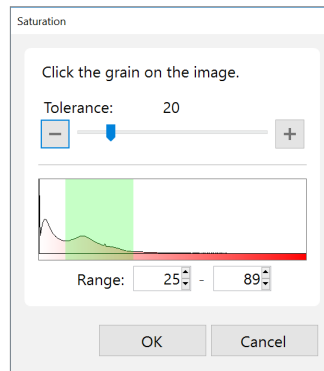 Saturation
Click the grain on the image.
Tolerance: 20
Range: 25 - 89
OK Cancel